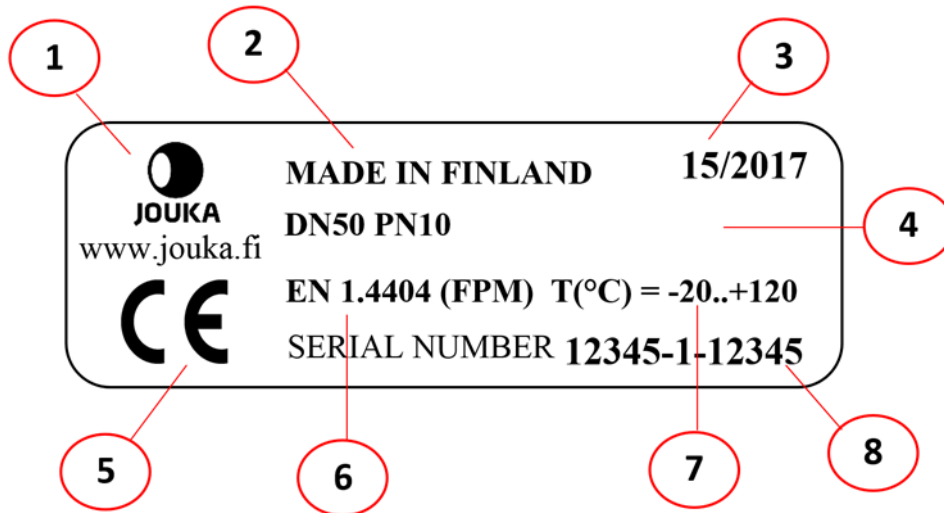 1
2
3
MADE IN FINLAND
15/2017
JOUKA
www.jouka.fi
DN50 PN10
4
CE
EN 1.4404 (FPM) T(°C) = -20..+120
SERIAL NUMBER 12345-1-12345
5
6
7
8